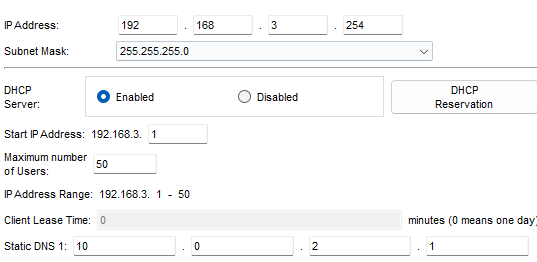 IP Address: 192 . 168 . 3 . 254
Subnet Mask: 255.255.255.0
DHCP
Server: Enabled Disabled DHCP
Reservation
Start IP Address: 192.168.3. 1
Maximum number
of Users: 50
IP Address Range: 192.168.3. 1 - 50
Client Lease Time: 0 minutes (0 means one day)
Static DNS 1: 10 . 0 . 2 . 1